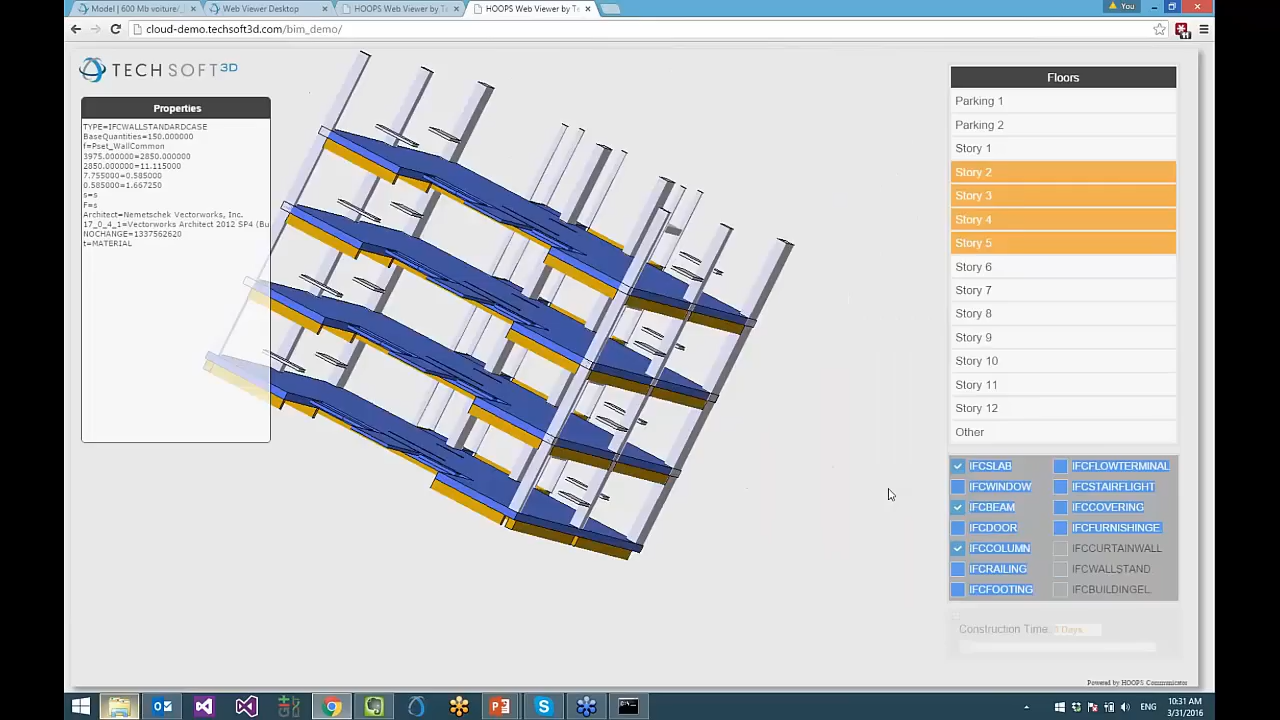 Model | 600 Mb voiture/_
Web Viewer Desktop
HOOPS Web Viewer by Te
HOOPS Web Viewer by Te
You
cloud-demo.techsoft3d.com/bim_demo/
TECH SOFT 3D
Properties
TYPE=IFCWALLSTANDARDCASE
BaseQuantities=150.000000
f=Pset_WallCommon
3975.000000=2850.000000
2850.000000=11.115000
7.755000=0.585000
0.585000=1.667250
s=s
F=s
Architect=Nemetschek Vectorworks, Inc.
17_0_4_1=Vectorworks Architect 2012 SP4 (Bu
NOCHANGE=1337562620
t=MATERIAL
Floors
Parking 1
Parking 2
Story 1
Story 2
Story 3
Story 4
Story 5
Story 6
Story 7
Story 8
Story 9
Story 10
Story 11
Story 12
Other
IFCSLAB IFCFLOWTERMINAL
IFCWINDOW IFCSTAIRFLIGHT
IFCBEAM IFCCOVERING
IFCDOOR IFCFURNISHINGE
IFCCOLUMN IFCCURTAINWALL
IFCRAILING IFCWALLSTAND
IFCFOOTING IFCBUILDINGEL
Construction Time: 3 Days
Powered by HOOPS Communicator
ENG
10:31 AM
3/31/2016